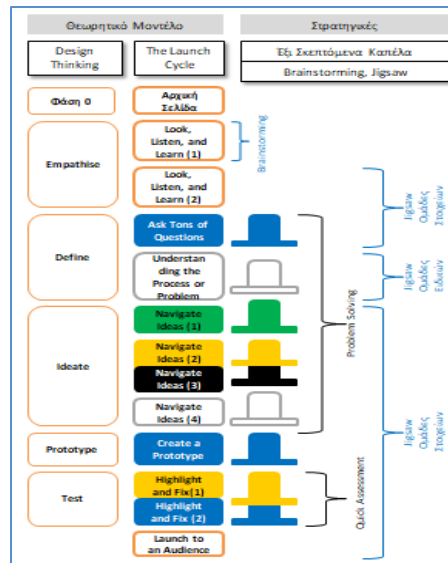 Θεωρητικό Μοντέλο
Στρατηγικές
Design
Thinking
The Launch
Cycle
Έξι Σκεπτόμενα Καπέλα
Brainstorming, Jigsaw
Φάση 0
Αρχική
Σελίδα
Empathise
Look,
Listen, and
Learn (1)
Brainstorming
Look,
Listen, and
Learn (2)
Jigsaw
Ομάδες
Στοιχείων
Define
Ask Tons of
Questions
Understan
ding the
Process or
Problem
Jigsaw
Ομάδες
Ειδικών
Problem Solving
Ideate
Navigate
Ideas (1)
Navigate
Ideas (2)
Navigate
Ideas (3)
Navigate
Ideas (4)
Jigsaw
Ομάδες
Στοιχείων
Prototype
Create a
Prototype
Test
Highlight
and Fix(1)
Highlight
and Fix (2)
Quick Assessment
Launch to
an Audience